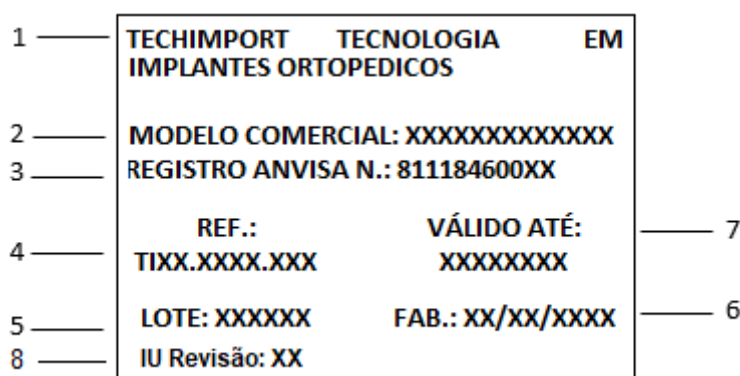 1 TECHIMPORT TECNOLOGIA EM
IMPLANTES ORTOPEDICOS
2 MODELO COMERCIAL: XXXXXXXXXXXXX
3 REGISTRO ANVISA N.: 811184600XX
REF.: VÁLIDO ATÉ: 7
4 TIXX.XXXX.XXX XXXXXXXX
5 LOTE: XXXXXX FAB.: XX/XX/XXXX 6
8 IU Revisão: XX